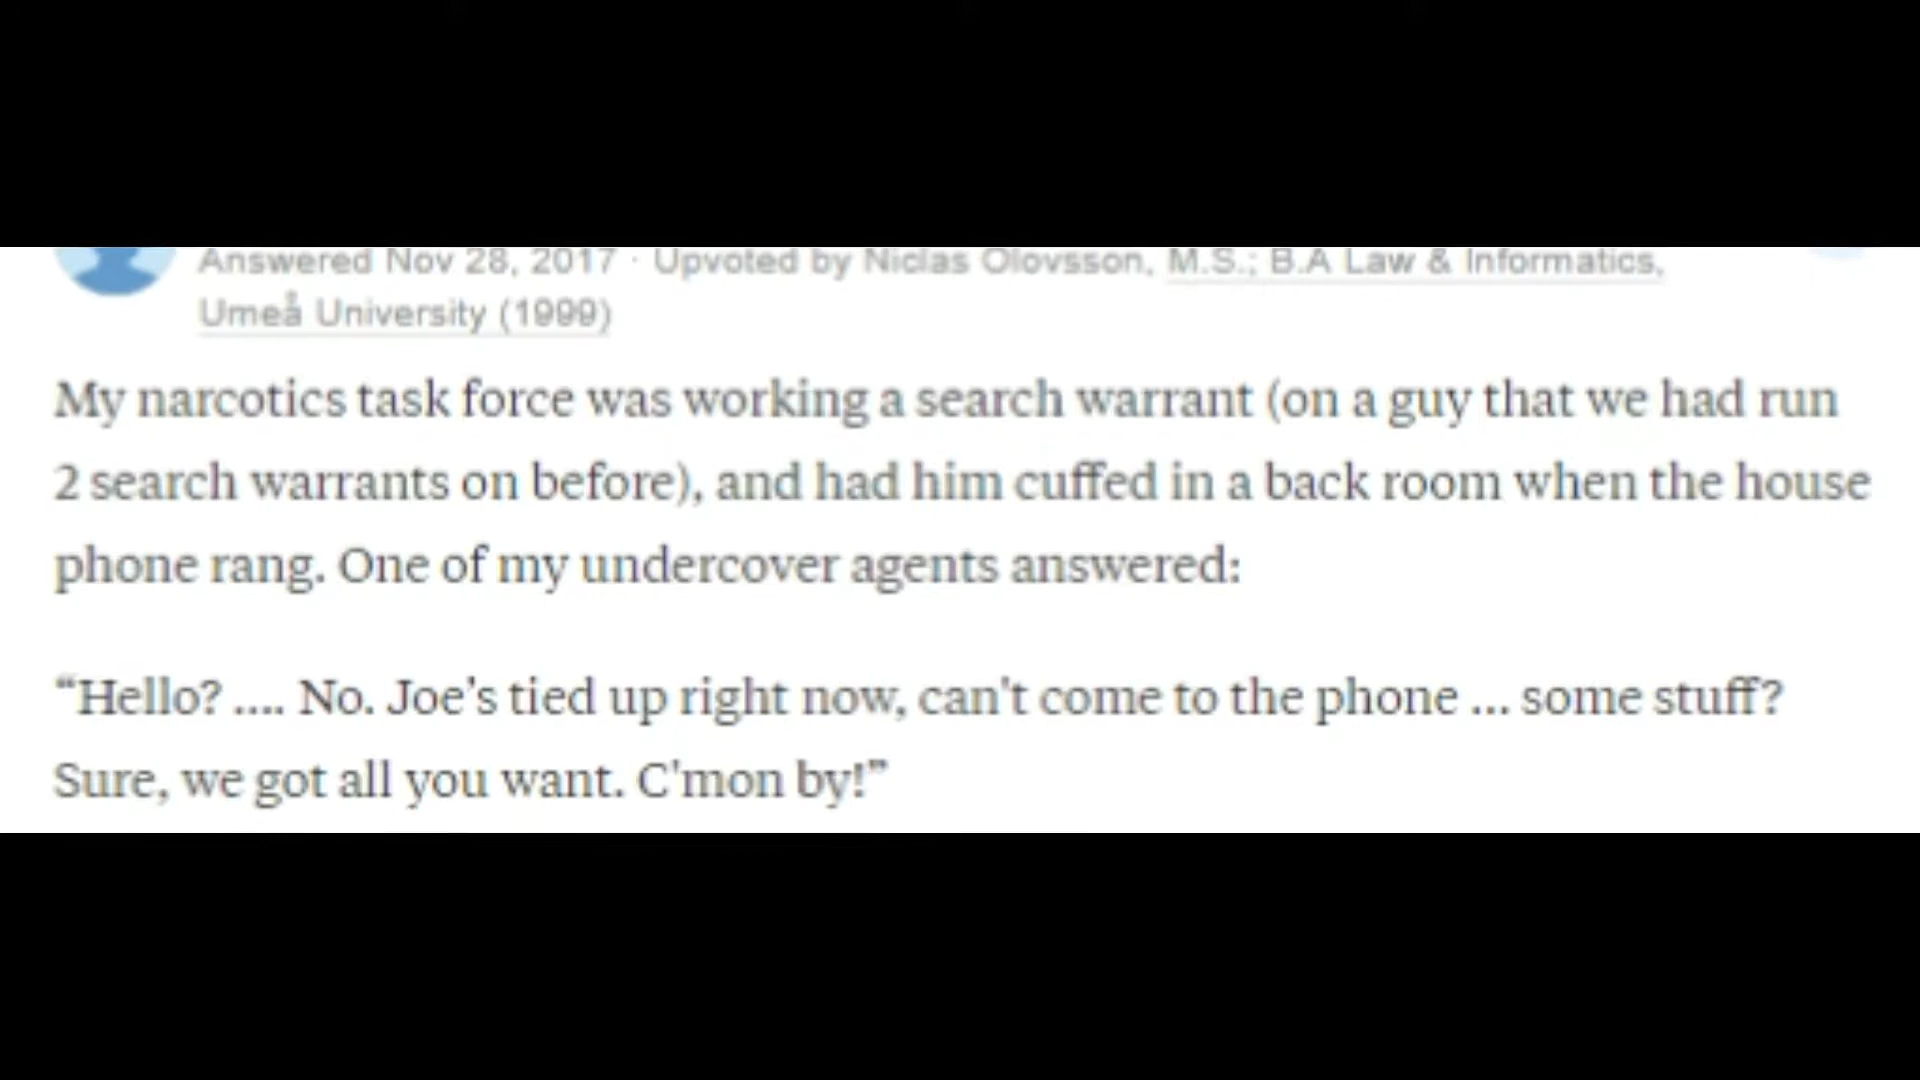 Answered Nov 28, 2017 · Upvoted by Niclas Olovsson, M.S.; B.A Law & Informatics,
Umeå University (1999)
My narcotics task force was working a search warrant (on a guy that we had run
2 search warrants on before), and had him cuffed in a back room when the house
phone rang. One of my undercover agents answered:
“Hello? .... No. Joe’s tied up right now, can't come to the phone ... some stuff?
Sure, we got all you want. C'mon by!”